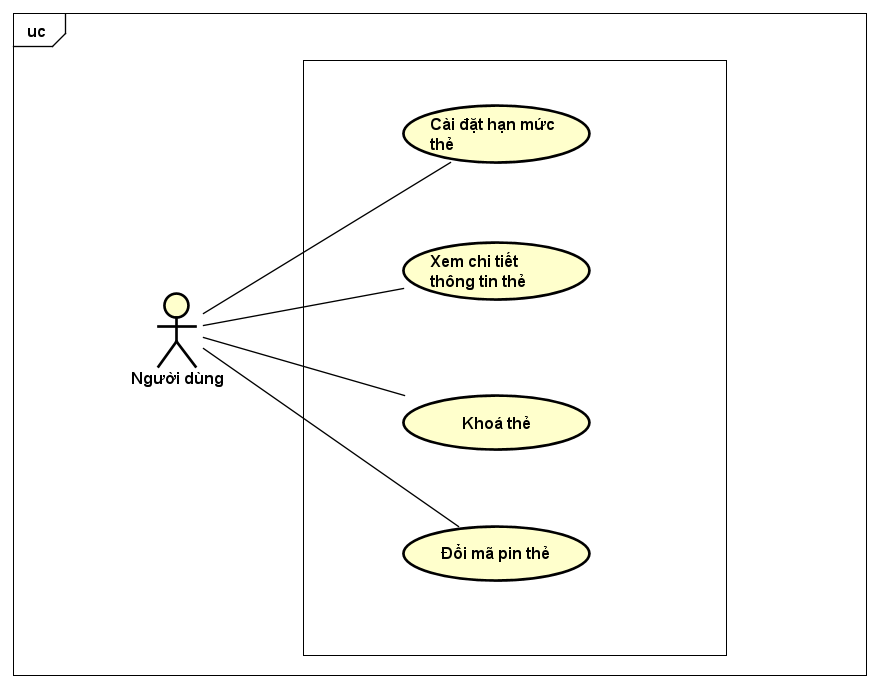 uc
Cài đặt hạn mức
thẻ
Xem chi tiết
thông tin thẻ
Người dùng
Khoá thẻ
Đổi mã pin thẻ